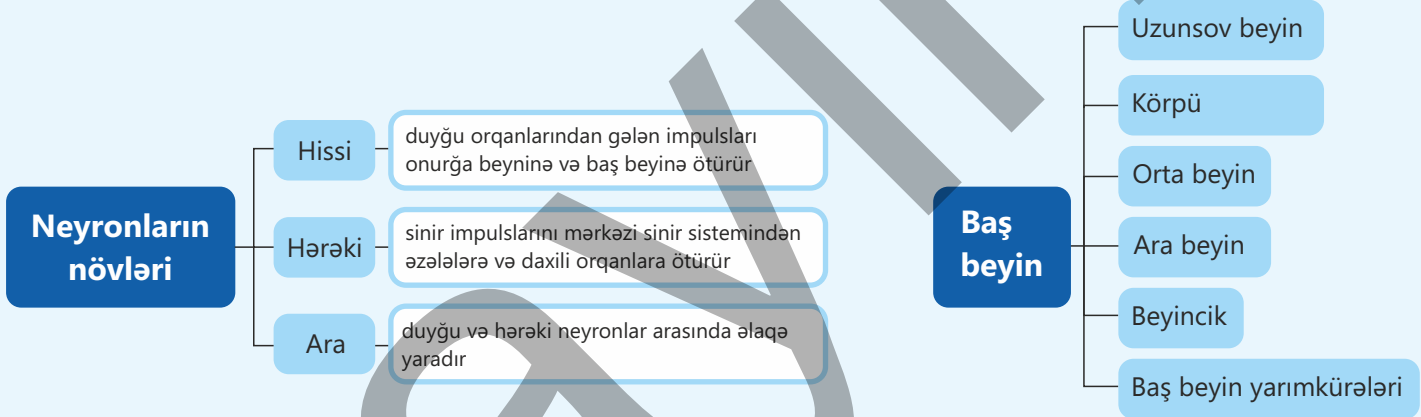 Neyronların
növləri
Hissi
duyğu orqanlarından gələn impulsları
onurğa beyninə və baş beyinə ötürür
Hərəki
sinir impulslarını mərkəzi sinir sistemindən
əzələlərə və daxili orqanlara ötürür
Ara
duyğu və hərəki neyronlar arasında əlaqə
yaradır
Baş
beyin
Uzunsov beyin
Körpü
Orta beyin
Ara beyin
Beyincik
Baş beyin yarımkürələri